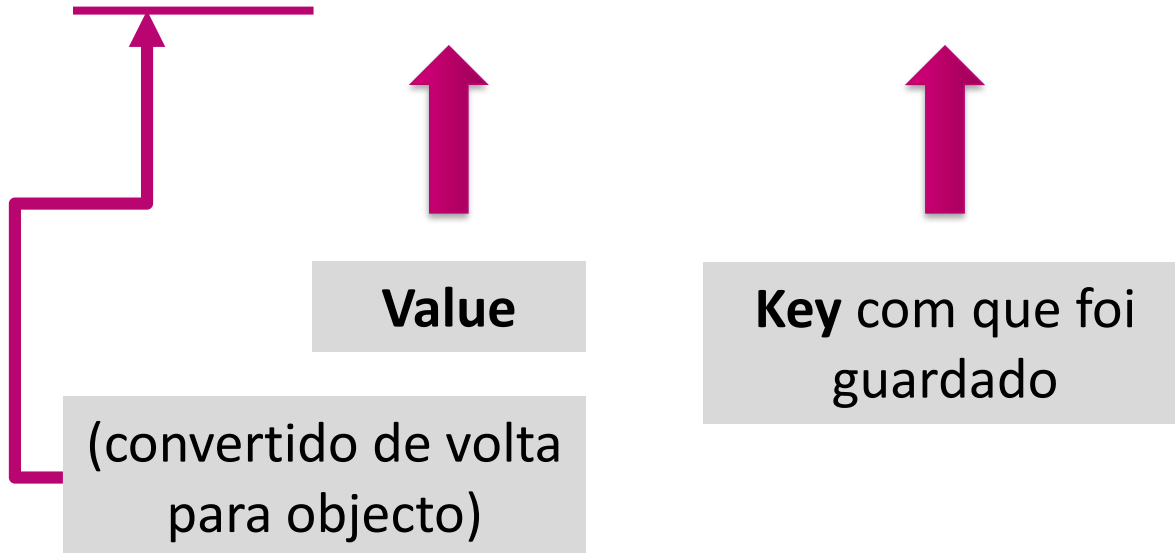 Value
Key com que foi
guardado
(convertido de volta
para objecto)